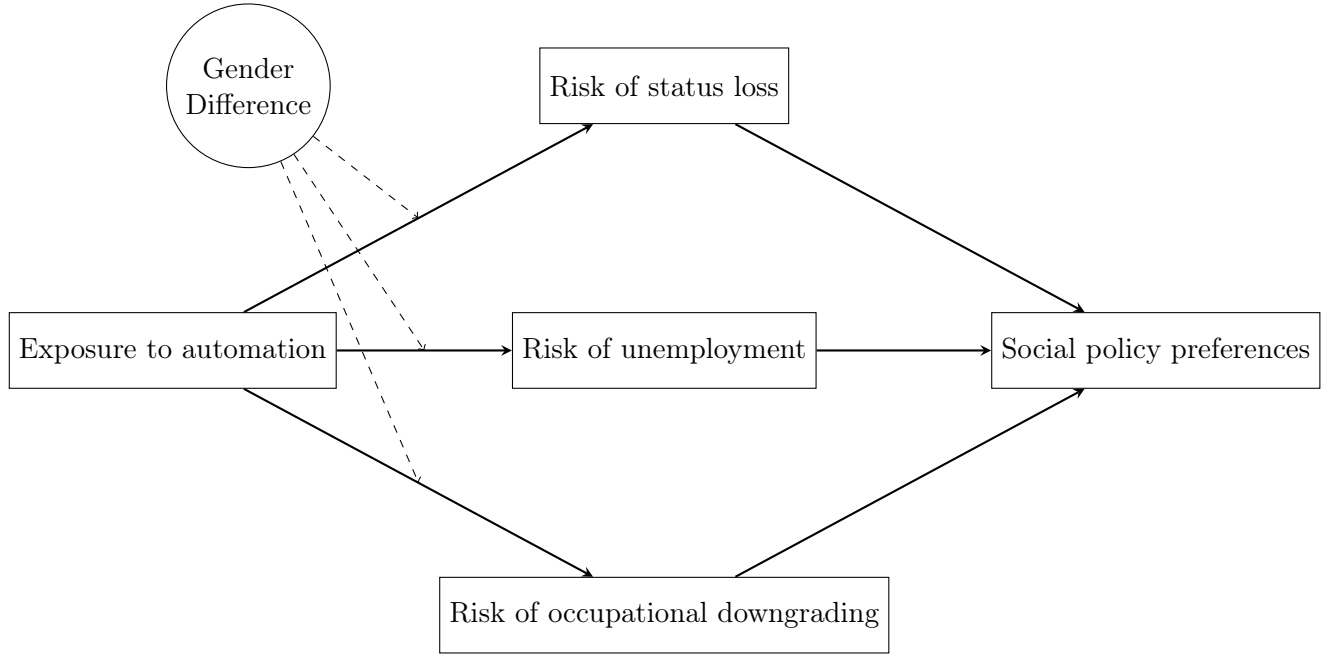 Gender
Difference
Risk of status loss
Exposure to automation
Risk of unemployment
Social policy preferences
Risk of occupational downgrading